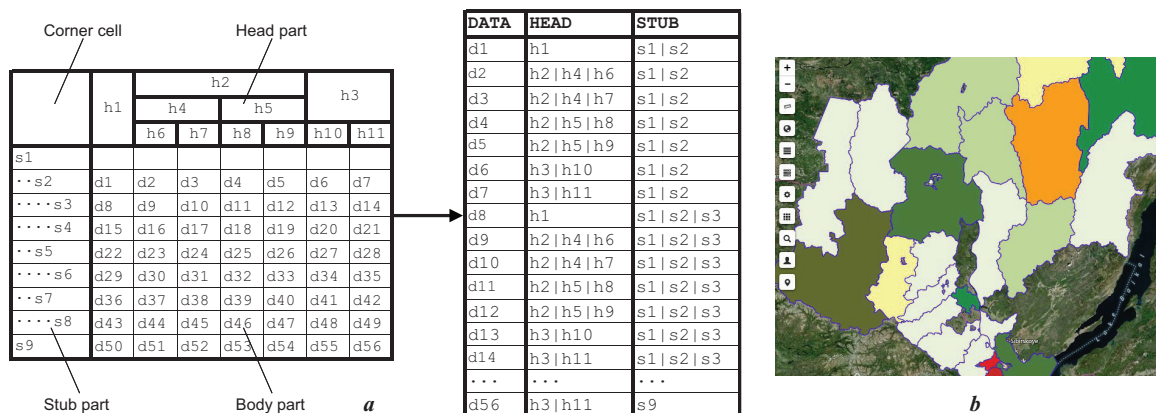 Corner cell
Head part
h1
h2
h3
h4
h5
h6
h7
h8
h9
h10
h11
s1
··s2 d1 d2 d3 d4 d5 d6 d7
····s3 d8 d9 d10 d11 d12 d13 d14
····s4 d15 d16 d17 d18 d19 d20 d21
··s5 d22 d23 d24 d25 d26 d27 d28
····s6 d29 d30 d31 d32 d33 d34 d35
··s7 d36 d37 d38 d39 d40 d41 d42
····s8 d43 d44 d45 d46 d47 d48 d49
s9 d50 d51 d52 d53 d54 d55 d56
Stub part
Body part
a
DATA HEAD STUB
d1 h1 s1|s2
d2 h2|h4|h6 s1|s2
d3 h2|h4|h7 s1|s2
d4 h2|h5|h8 s1|s2
d5 h2|h5|h9 s1|s2
d6 h3|h10 s1|s2
d7 h3|h11 s1|s2
d8 h1 s1|s2|s3
d9 h2|h4|h6 s1|s2|s3
d10 h2|h4|h7 s1|s2|s3
d11 h2|h5|h8 s1|s2|s3
d12 h2|h5|h9 s1|s2|s3
d13 h3|h10 s1|s2|s3
d14 h3|h11 s1|s2|s3
... ... ...
d56 h3|h11 s9
+
−
Lake Baikal
b